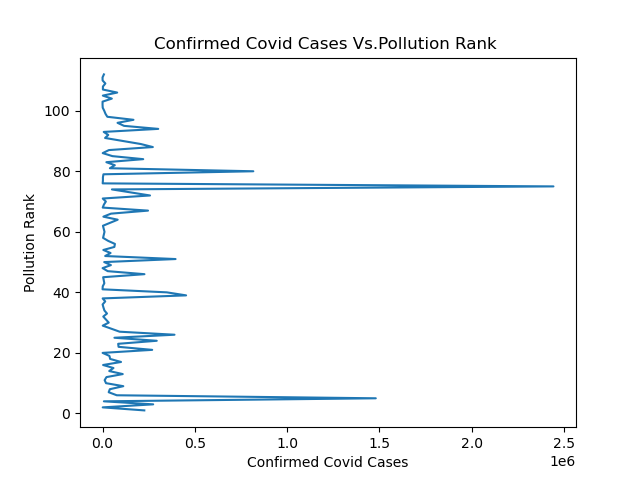 Confirmed Covid Cases Vs.Pollution Rank
100
80
60
40
20
0
Pollution Rank
0.0 0.5 1.0 1.5 2.0 2.5
1e6
Confirmed Covid Cases